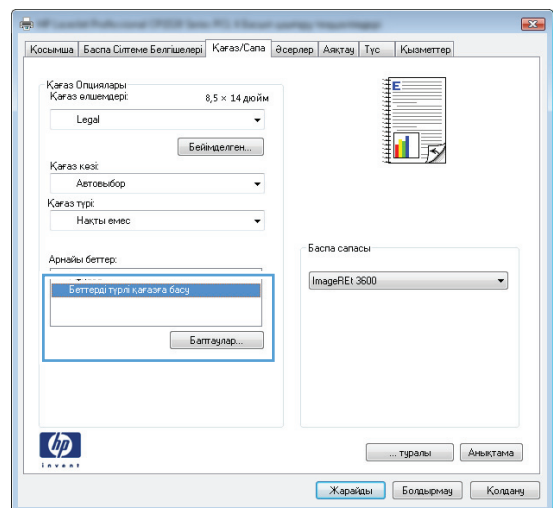 Қосымша Баспа Сілтеме Белгішелері Қағаз/Сапа Әсерлер Аяқтау Түс Қызметтер
Қағаз Опциялары
Қағаз өлшемдері: 8,5 × 14 дюйм
Legal
Бейімделген...
Қағаз көзі:
Автовыбор
Қағаз түрі:
Нақты емес
Арнайы беттер:
Беттерді түрлі қағазға басу
Баптаулар...
Баспа сапасы
ImageREt 3600
E
hp
invent
... туралы Анықтама
Жарайды Болдырмау Қолдану